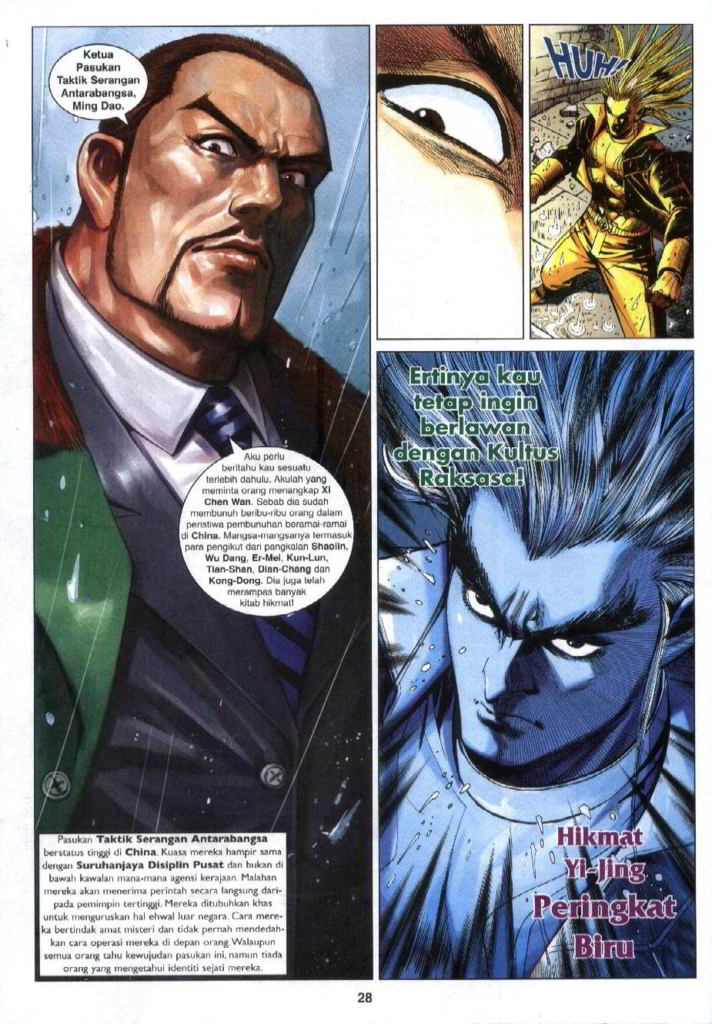 Ketua
Pasukan
Taktik Serangan
Antarabangsa,
Ming Dao.
Aku perlu
beritahu kau sesuatu
terlebih dahulu. Akulah yang
meminta orang menangkap Xi
Chen Wan. Sebab dia sudah
membunuh beribu-ribu orang dalam
peristiwa pembunuhan beramai-ramai
di China. Mangsa-mangsanya termasuk
para pengikut dari pangkalan Shaolin,
Wu Dang, Er-Mei, Kun-Lun,
Tian-Shan, Dian-Chang dan
Kong-Dong. Dia juga telah
merampas banyak
kitab hikmat!
Pasukan Taktik Serangan Antarabangsa
berstatus tinggi di China. Kuasa mereka hampir sama
dengan Suruhanjaya Disiplin Pusat dan bukan di
bawah kawalan mana-mana agensi kerajaan. Malahan
mereka akan menerima perintah secara langsung dari-
pada pemimpin tertinggi. Mereka ditubuhkan khas
untuk menguruskan hal ehwal luar negara. Cara mere-
ka bertindak amat misteri dan tidak pernah mendedah-
kan cara operasi mereka di depan orang. Walaupun
semua orang tahu kewujudan pasukan ini, namun tiada
orang yang mengetahui identiti sejati mereka.
HUH!
Ertinya kau
tetap ingin
berlawan
dengan Kultus
Raksasa!
Hikmat
Yi-Jing
Peringkat
Biru
28